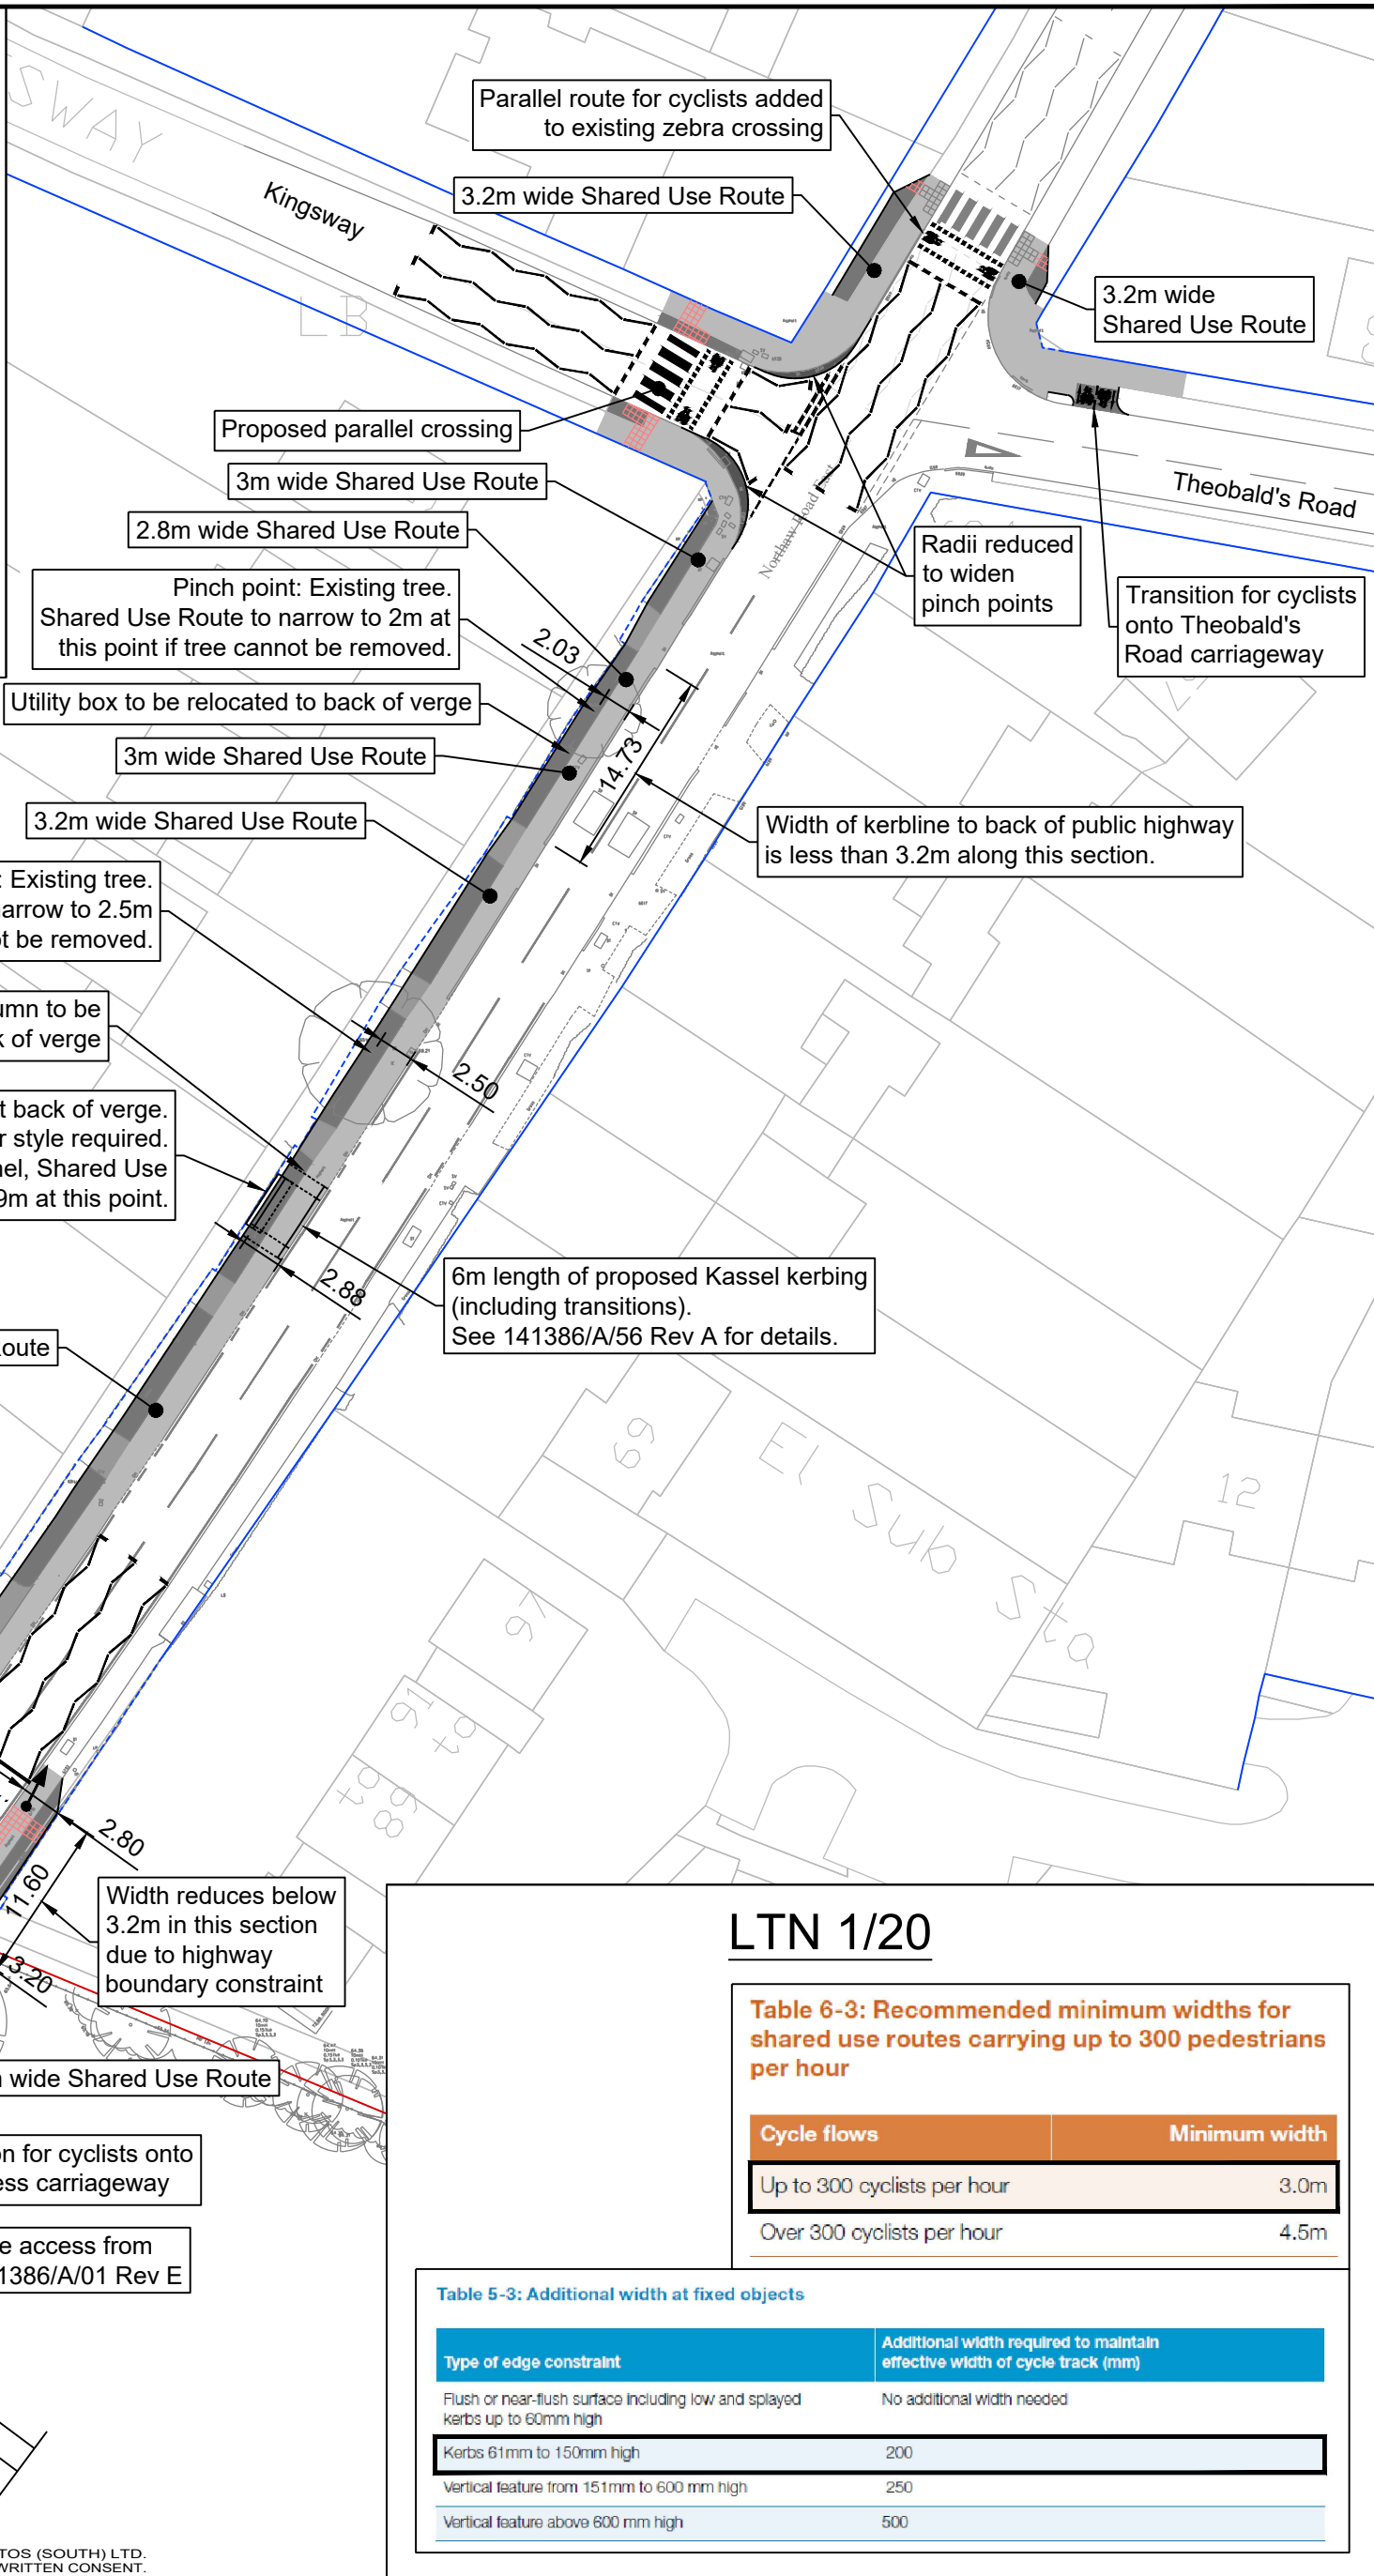 SWAY
Parallel route for cyclists added
to existing zebra crossing
Kingsway
3.2m wide Shared Use Route
3.2m wide
Shared Use Route
LB
Proposed parallel crossing
3m wide Shared Use Route
Theobald's Road
2.8m wide Shared Use Route
Northaw Road East
Radii reduced
to widen
pinch points
Pinch point: Existing tree.
Shared Use Route to narrow to 2m at
this point if tree cannot be removed.
Transition for cyclists
onto Theobald's
Road carriageway
2.03
Utility box to be relocated to back of verge
3m wide Shared Use Route
14.73
3.2m wide Shared Use Route
Width of kerbline to back of public highway
is less than 3.2m along this section.
: Existing tree.
narrow to 2.5m
ot be removed.
umn to be
k of verge
2.50
t back of verge.
r style required.
nel, Shared Use
9m at this point.
2.88
6m length of proposed Kassel kerbing
(including transitions).
See 141386/A/56 Rev A for details.
oute
69
El Sub Sta
12
97
91
2.80
11.60
Width reduces below
3.2m in this section
due to highway
boundary constraint
3.20
wide Shared Use Route
on for cyclists onto
ess carriageway
e access from
1386/A/01 Rev E
LTN 1/20
Table 6-3: Recommended minimum widths for
shared use routes carrying up to 300 pedestrians
per hour
Cycle flows Minimum width
Up to 300 cyclists per hour 3.0m
Over 300 cyclists per hour 4.5m
Table 5-3: Additional width at fixed objects
Type of edge constraint Additional width required to maintain
effective width of cycle track (mm)
Flush or near-flush surface including low and splayed No additional width needed
kerbs up to 60mm high
Kerbs 61mm to 150mm high 200
Vertical feature from 151mm to 600 mm high 250
Vertical feature above 600 mm high 500
TOS (SOUTH) LTD.
WRITTEN CONSENT.